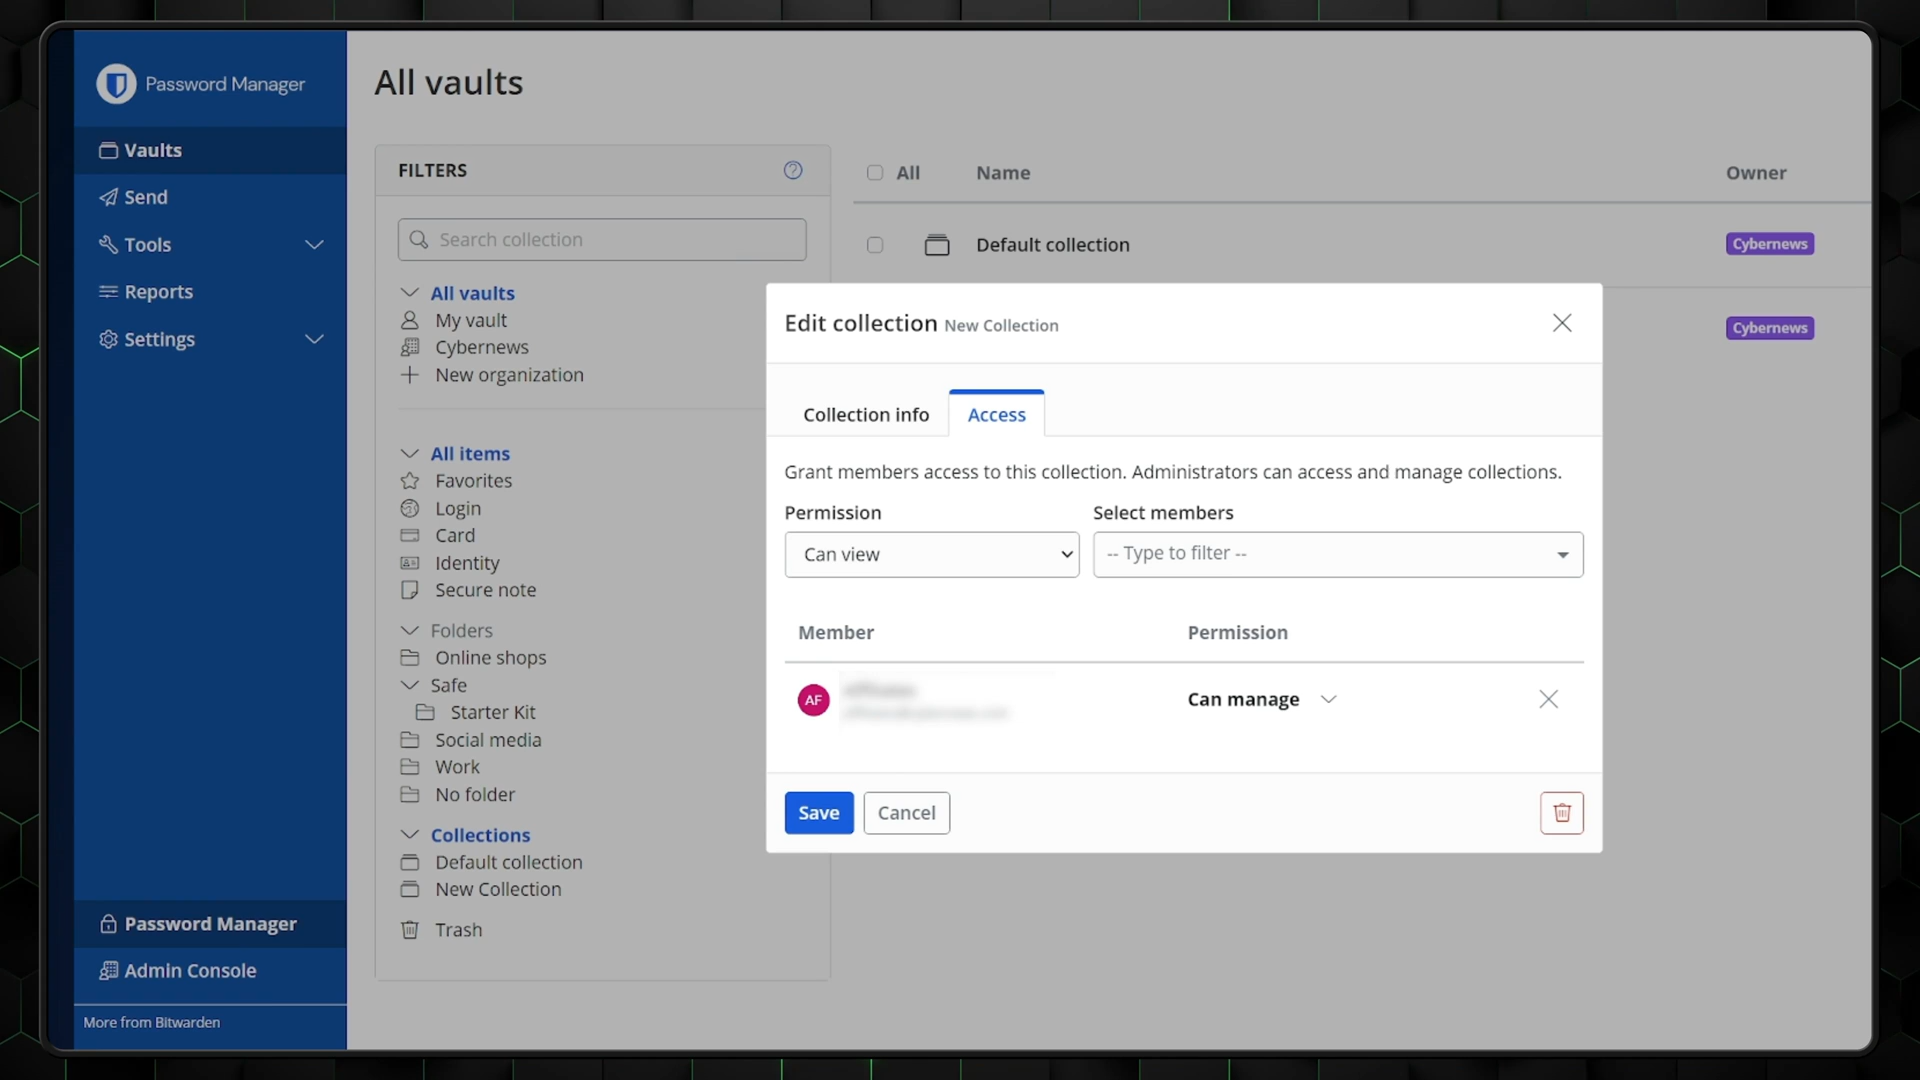 Password Manager
Vaults
Send
Tools
Reports
Settings
Password Manager
Admin Console
More from Bitwarden
All vaults
FILTERS
Search collection
All vaults
My vault
Cybernews
New organization
All items
Favorites
Login
Card
Identity
Secure note
Folders
Online shops
Safe
Starter Kit
Social media
Work
No folder
Collections
Default collection
New Collection
Trash
All Name Owner
Default collection Cybernews
Cybernews
Edit collection New Collection
Collection info Access
Grant members access to this collection. Administrators can access and manage collections.
Permission Select members
Can view -- Type to filter --
Member Permission
AF Can manage
Save Cancel